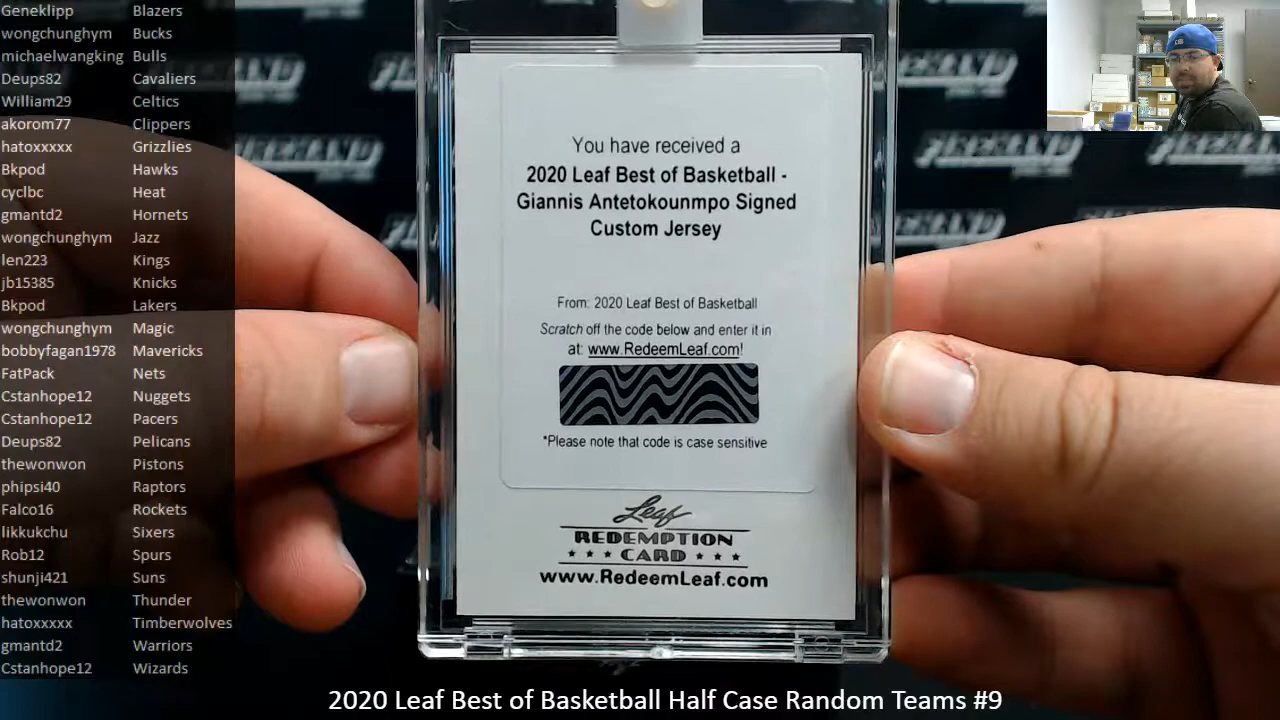 Geneklipp Blazers
wongchunghym Bucks
michaelwangking Bulls
Deups82 Cavaliers
William29 Celtics
akorom77 Clippers
hatoxxxxx Grizzlies
Bkpod Hawks
cyclbc Heat
gmantd2 Hornets
wongchunghym Jazz
len223 Kings
jb15385 Knicks
Bkpod Lakers
wongchunghym Magic
bobbyfagan1978 Mavericks
FatPack Nets
Cstanhope12 Nuggets
Cstanhope12 Pacers
Deups82 Pelicans
thewonwon Pistons
phipsi40 Raptors
Falco16 Rockets
likkukchu Sixers
Rob12 Spurs
shunji421 Suns
thewonwon Thunder
hatoxxxxx Timberwolves
gmantd2 Warriors
Cstanhope12 Wizards
You have received a
2020 Leaf Best of Basketball -
Giannis Antetokounmpo Signed
Custom Jersey
From: 2020 Leaf Best of Basketball
Scratch off the code below and enter it in
at: www.RedeemLeaf.com!
*Please note that code is case sensitive
Leaf
REDEMPTION
CARD
www.RedeemLeaf.com
2020 Leaf Best of Basketball Half Case Random Teams #9